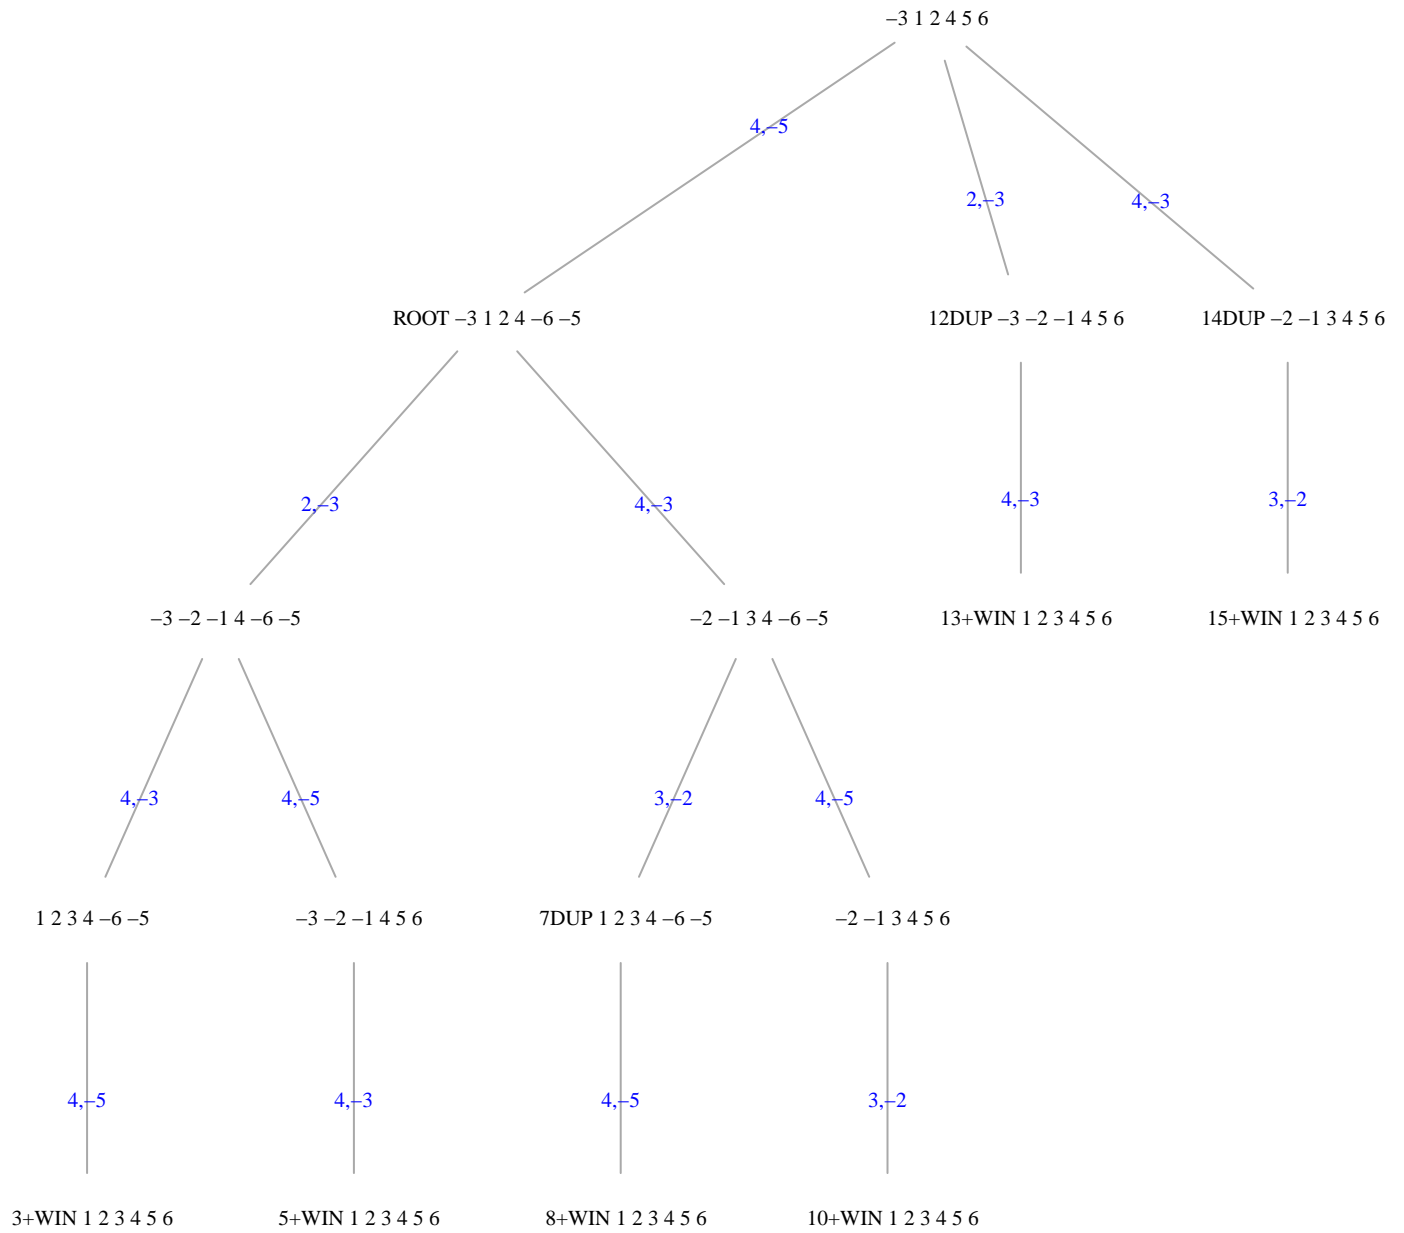 −3 1 2 4 5 6
4,−5
2,−3
4,−3
ROOT −3 1 2 4 −6 −5
12DUP −3 −2 −1 4 5 6
14DUP −2 −1 3 4 5 6
2,−3
4,−3
4,−3
3,−2
−3 −2 −1 4 −6 −5
−2 −1 3 4 −6 −5
13+WIN 1 2 3 4 5 6
15+WIN 1 2 3 4 5 6
4,−3
4,−5
3,−2
4,−5
1 2 3 4 −6 −5
−3 −2 −1 4 5 6
7DUP 1 2 3 4 −6 −5
−2 −1 3 4 5 6
4,−5
4,−3
4,−5
3,−2
3+WIN 1 2 3 4 5 6
5+WIN 1 2 3 4 5 6
8+WIN 1 2 3 4 5 6
10+WIN 1 2 3 4 5 6